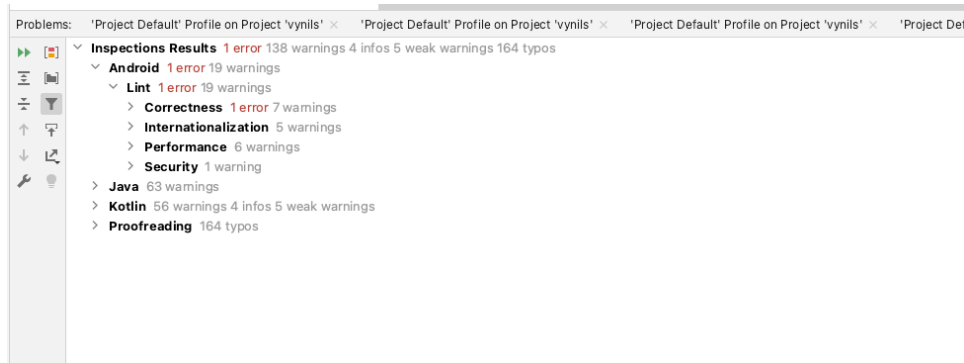 Problems: 'Project Default' Profile on Project 'vynils' × 'Project Default' Profile on Project 'vynils' × 'Project Default' Profile on Project 'vynils' × 'Project Def
Inspections Results 1 error 138 warnings 4 infos 5 weak warnings 164 typos
Android 1 error 19 warnings
Lint 1 error 19 warnings
Correctness 1 error 7 warnings
Internationalization 5 warnings
Performance 6 warnings
Security 1 warning
Java 63 warnings
Kotlin 56 warnings 4 infos 5 weak warnings
Proofreading 164 typos